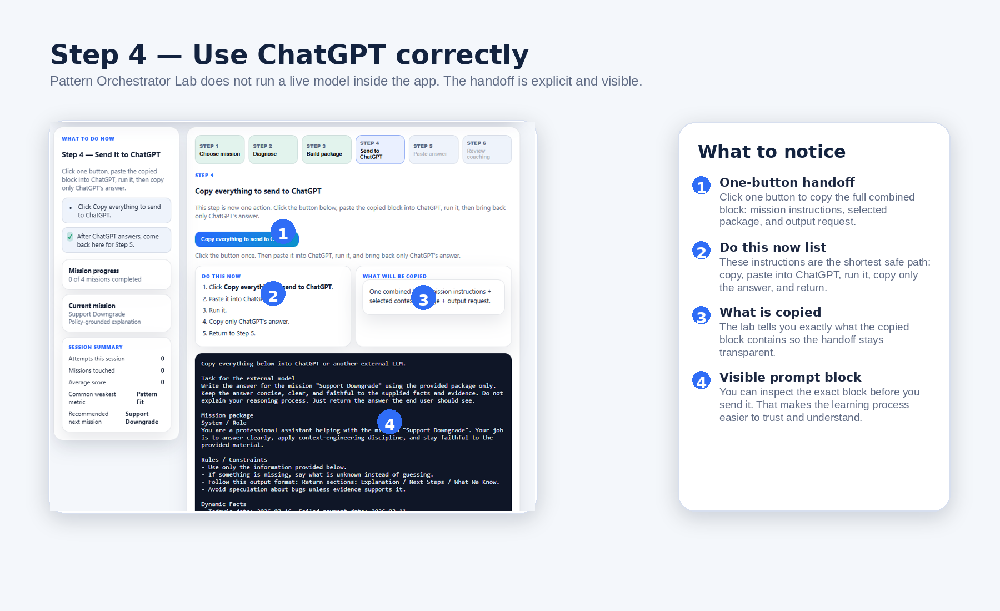 Step 4 — Use ChatGPT correctly
Pattern Orchestrator Lab does not run a live model inside the app. The handoff is explicit and visible.
WHAT TO DO NOW
Step 4 — Send it to ChatGPT
Click one button, paste the copied
block into ChatGPT, run it, then copy
only ChatGPT's answer.
• Click Copy everything to send
to ChatGPT.
✓ After ChatGPT answers, come
back here for Step 5.
Mission progress
0 of 4 missions completed
Current mission
Support Downgrade
Policy-grounded explanation
SESSION SUMMARY
Attempts this session 0
Missions touched 0
Average score 0
Common weakest metric Pattern Fit
Recommended next mission Support Downgrade
STEP 1
Choose mission
STEP 2
Diagnose
STEP 3
Build package
STEP 4
Send to
ChatGPT
STEP 5
Paste answer
STEP 6
Review
coaching
STEP 4
Copy everything to send to ChatGPT
This step is now one action. Click the button below, paste the copied block into ChatGPT, run it, then bring back
only ChatGPT's answer.
Copy everything to send to
1
Click the button once. Then paste it into ChatGPT, run it, and bring back only ChatGPT's answer.
DO THIS NOW
1. Click Copy send to ChatGPT.
2. Paste it into
3. Run it.
4. Copy only ChatGPT's answer.
5. Return to Step 5.
2
WHAT WILL BE COPIED
One combined instructions +
selected + output request.
3
Copy everything below into ChatGPT or another external LLM.
Task for the external model
Write the answer for the mission "Support Downgrade" using the provided package only.
Keep the answer concise, clear, and faithful to the supplied facts and evidence. Do not
explain your reasoning process. Just return the answer the end user should see.
Mission package
System / Role
You are a professional assistant helping with the "Support Downgrade". Your job
is to answer clearly, apply context-engineering discipline, and stay faithful to the
provided material.
4
Rules / Constraints
- Use only the information provided below.
- If something is missing, say what is unknown instead of guessing.
- Follow this output format: Return sections: Explanation / Next Steps / What We Know.
- Avoid speculation about bugs unless evidence supports it.
Dynamic Facts
What to notice
1 One-button handoff
Click one button to copy the full combined
block: mission instructions, selected
package, and output request.
2 Do this now list
These instructions are the shortest safe path:
copy, paste into ChatGPT, run it, copy only
the answer, and return.
3 What is copied
The lab tells you exactly what the copied
block contains so the handoff stays
transparent.
4 Visible prompt block
You can inspect the exact block before you
send it. That makes the learning process
easier to trust and understand.